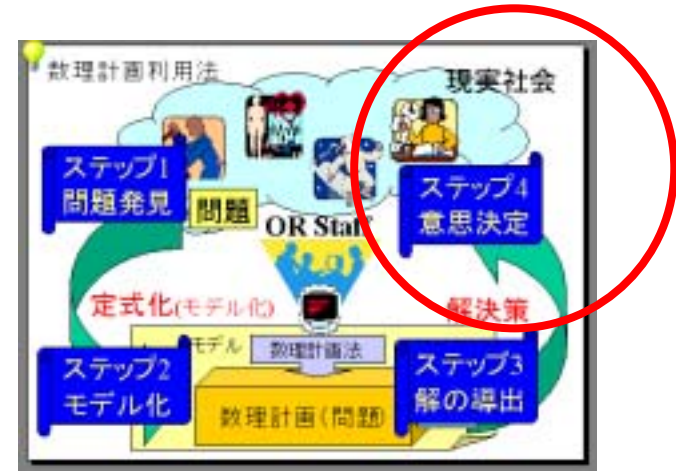 数理計画利用法
現実社会
ステップ1
問題発見
問題
OR Staff
ステップ4
意思決定
定式化(モデル化)
解決策
モデル
数理計画法
ステップ2
モデル化
ステップ3
解の導出
数理計画(問題)